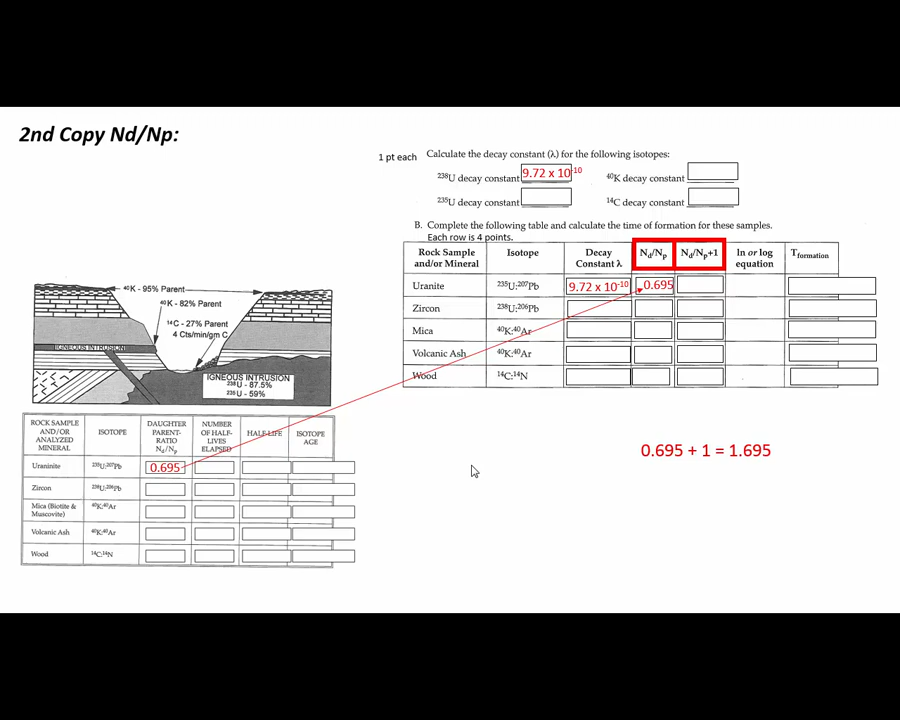 2nd Copy Nd/Np:
1 pt each
Calculate the decay constant (λ) for the following isotopes:
²³⁸U decay constant 9.72 x 10⁻¹⁰ ⁴⁰K decay constant
²³⁵U decay constant ¹⁴C decay constant
B. Complete the following table and calculate the time of formation for these samples.
Each row is 4 points.
Rock Sample and/or Mineral
Isotope
Decay Constant λ
Nd/Np
Nd/Np+1
ln or log equation
Tformation
Uranite ²³⁵U:²⁰⁷Pb 9.72 x 10⁻¹⁰ 0.695
Zircon ²³⁸U:²⁰⁶Pb
Mica ⁴⁰K:⁴⁰Ar
Volcanic Ash ⁴⁰K:⁴⁰Ar
Wood ¹⁴C:¹⁴N
0.695 + 1 = 1.695
⁴⁰K - 95% Parent
⁴⁰K - 82% Parent
¹⁴C - 27% Parent
4 Cts/min/gm C
IGNEOUS INTRUSION
IGNEOUS INTRUSION
²³⁸U - 87.5%
²³⁵U - 59%
ROCK SAMPLE AND/OR ANALYZED MINERAL
ISOTOPE
DAUGHTER PARENT-RATIO Nd/Np
NUMBER OF HALF-LIVES ELAPSED
HALF-LIFE
ISOTOPE AGE
Uraninite ²³⁵U:²⁰⁷Pb 0.695
Zircon ²³⁸U:²⁰⁶Pb
Mica (Biotite & Muscovite) ⁴⁰K:⁴⁰Ar
Volcanic Ash ⁴⁰K:⁴⁰Ar
Wood ¹⁴C:¹⁴N